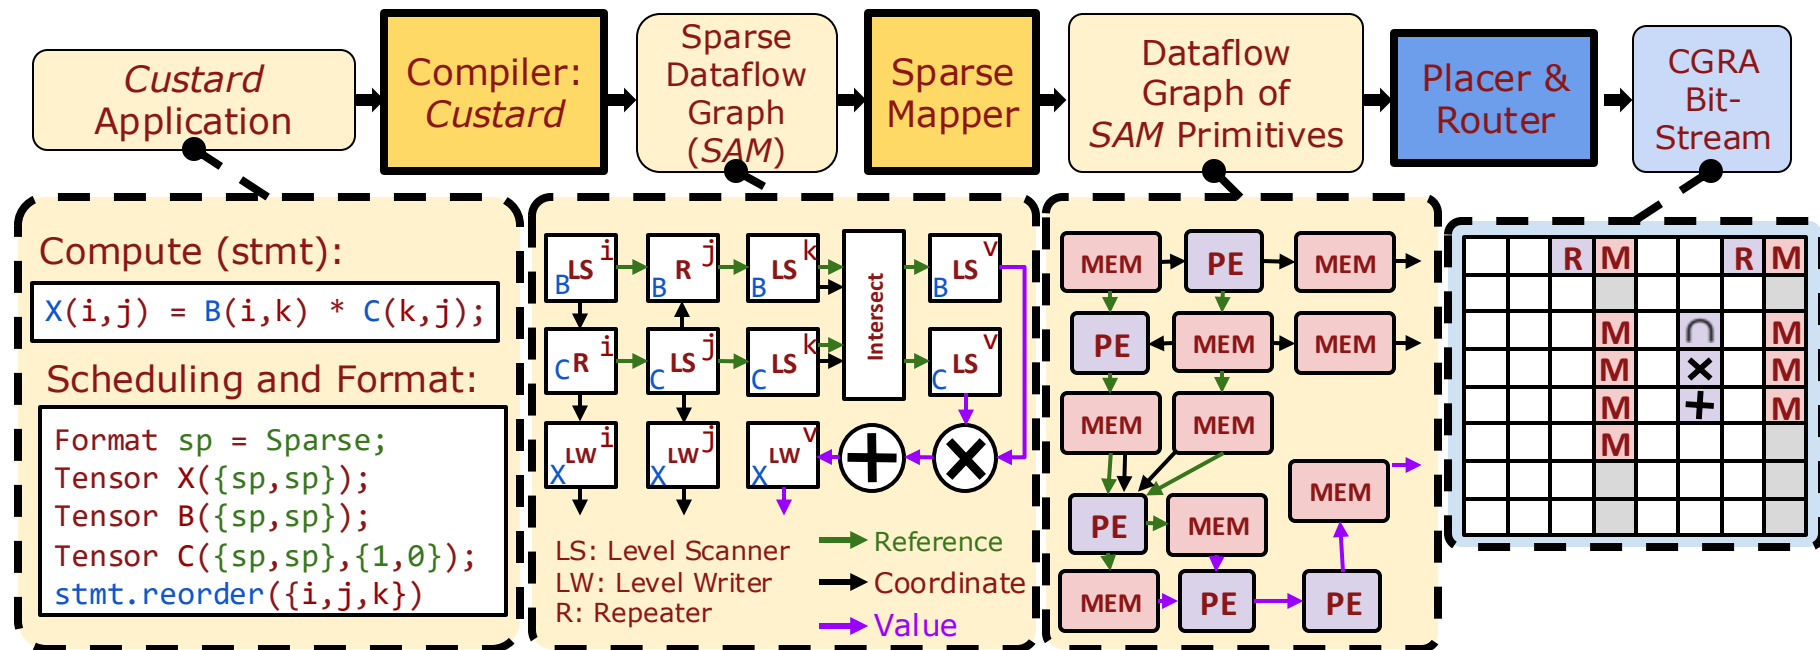 Custard
Application
Compiler:
Custard
Sparse
Dataflow
Graph
(SAM)
Sparse
Mapper
Dataflow
Graph of
SAM Primitives
Placer &
Router
CGRA
Bit-
Stream
Compute (stmt):
X(i,j) = B(i,k) * C(k,j);
Scheduling and Format:
Format sp = Sparse;
Tensor X({sp,sp});
Tensor B({sp,sp});
Tensor C({sp,sp},{1,0});
stmt.reorder({i,j,k})
B LS i
B R j
B LS k
Intersect
B LS v
C R i
C LS j
C LS k
C LS v
X LW i
X LW j
X LW v
+
×
LS: Level Scanner
LW: Level Writer
R: Repeater
Reference
Coordinate
Value
MEM PE MEM
PE MEM MEM
MEM MEM
MEM
PE MEM
MEM PE PE
R M R M
M ∩ M
M × M
M + M
M